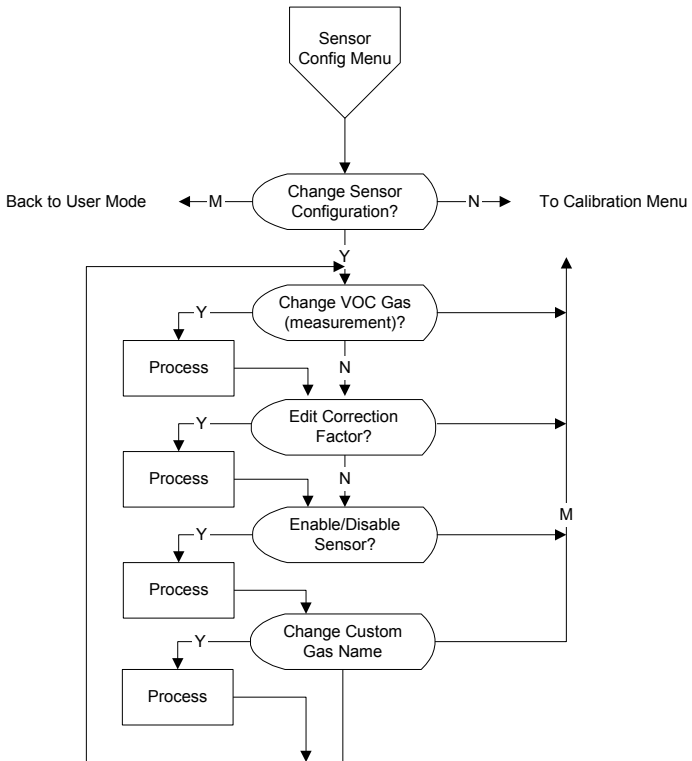 Sensor
Config Menu
Back to User Mode
M
Change Sensor
Configuration?
N
To Calibration Menu
Y
Change VOC Gas
(measurement)?
Y
Process
N
Edit Correction
Factor?
Y
Process
N
Enable/Disable
Sensor?
Y
M
Process
Change Custom
Gas Name
Y
Process